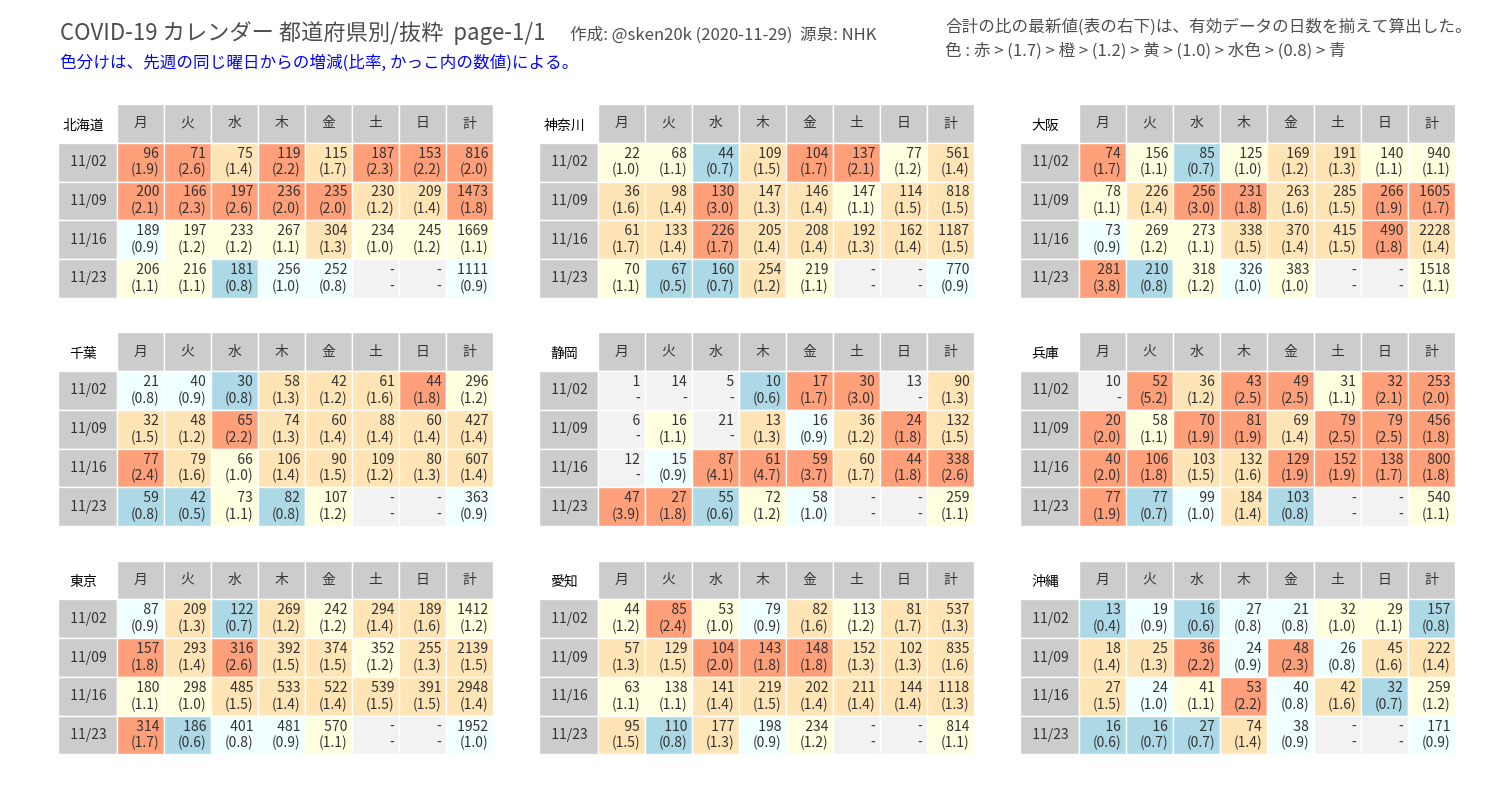 COVID-19 カレンダー 都道府県別/抜粋 page-1/1 作成: @sken20k (2020-11-29) 源泉: NHK
色分けは、先週の同じ曜日からの増減(比率, かっこ内の数値)による。
合計の比の最新値(表の右下)は、有効データの日数を揃えて算出した。
色 : 赤 > (1.7) > 橙 > (1.2) > 黄 > (1.0) > 水色 > (0.8) > 青
北海道 月 火 水 木 金 土 日 計
11/02 96 71 75 119 115 187 153 816
(1.9) (2.6) (1.4) (2.2) (1.7) (2.3) (2.2) (2.0)
11/09 200 166 197 236 235 230 209 1473
(2.1) (2.3) (2.6) (2.0) (2.0) (1.2) (1.4) (1.8)
11/16 189 197 233 267 304 234 245 1669
(0.9) (1.2) (1.2) (1.1) (1.3) (1.0) (1.2) (1.1)
11/23 206 216 181 256 252 - - 1111
(1.1) (1.1) (0.8) (1.0) (0.8) - - (0.9)
神奈川 月 火 水 木 金 土 日 計
11/02 22 68 44 109 104 137 77 561
(1.0) (1.1) (0.7) (1.5) (1.7) (2.1) (1.2) (1.4)
11/09 36 98 130 147 146 147 114 818
(1.6) (1.4) (3.0) (1.3) (1.4) (1.1) (1.5) (1.5)
11/16 61 133 226 205 208 192 162 1187
(1.7) (1.4) (1.7) (1.4) (1.4) (1.3) (1.4) (1.5)
11/23 70 67 160 254 219 - - 770
(1.1) (0.5) (0.7) (1.2) (1.1) - - (0.9)
大阪 月 火 水 木 金 土 日 計
11/02 74 156 85 125 169 191 140 940
(1.7) (1.1) (0.7) (1.0) (1.2) (1.3) (1.1) (1.1)
11/09 78 226 256 231 263 285 266 1605
(1.1) (1.4) (3.0) (1.8) (1.6) (1.5) (1.9) (1.7)
11/16 73 269 273 338 370 415 490 2228
(0.9) (1.2) (1.1) (1.5) (1.4) (1.5) (1.8) (1.4)
11/23 281 210 318 326 383 - - 1518
(3.8) (0.8) (1.2) (1.0) (1.0) - - (1.1)
千葉 月 火 水 木 金 土 日 計
11/02 21 40 30 58 42 61 44 296
(0.8) (0.9) (0.8) (1.3) (1.2) (1.6) (1.8) (1.2)
11/09 32 48 65 74 60 88 60 427
(1.5) (1.2) (2.2) (1.3) (1.4) (1.4) (1.4) (1.4)
11/16 77 79 66 106 90 109 80 607
(2.4) (1.6) (1.0) (1.4) (1.5) (1.2) (1.3) (1.4)
11/23 59 42 73 82 107 - - 363
(0.8) (0.5) (1.1) (0.8) (1.2) - - (0.9)
静岡 月 火 水 木 金 土 日 計
11/02 1 14 5 10 17 30 13 90
- - - (0.6) (1.7) (3.0) - (1.3)
11/09 6 16 21 13 16 36 24 132
- (1.1) - (1.3) (0.9) (1.2) (1.8) (1.5)
11/16 12 15 87 61 59 60 44 338
- (0.9) (4.1) (4.7) (3.7) (1.7) (1.8) (2.6)
11/23 47 27 55 72 58 - - 259
(3.9) (1.8) (0.6) (1.2) (1.0) - - (1.1)
兵庫 月 火 水 木 金 土 日 計
11/02 10 52 36 43 49 31 32 253
- (5.2) (1.2) (2.5) (2.5) (1.1) (2.1) (2.0)
11/09 20 58 70 81 69 79 79 456
(2.0) (1.1) (1.9) (1.9) (1.4) (2.5) (2.5) (1.8)
11/16 40 106 103 132 129 152 138 800
(2.0) (1.8) (1.5) (1.6) (1.9) (1.9) (1.7) (1.8)
11/23 77 77 99 184 103 - - 540
(1.9) (0.7) (1.0) (1.4) (0.8) - - (1.1)
東京 月 火 水 木 金 土 日 計
11/02 87 209 122 269 242 294 189 1412
(0.9) (1.3) (0.7) (1.2) (1.2) (1.4) (1.6) (1.2)
11/09 157 293 316 392 374 352 255 2139
(1.8) (1.4) (2.6) (1.5) (1.5) (1.2) (1.3) (1.5)
11/16 180 298 485 533 522 539 391 2948
(1.1) (1.0) (1.5) (1.4) (1.4) (1.5) (1.5) (1.4)
11/23 314 186 401 481 570 - - 1952
(1.7) (0.6) (0.8) (0.9) (1.1) - - (1.0)
愛知 月 火 水 木 金 土 日 計
11/02 44 85 53 79 82 113 81 537
(1.2) (2.4) (1.0) (0.9) (1.6) (1.2) (1.7) (1.3)
11/09 57 129 104 143 148 152 102 835
(1.3) (1.5) (2.0) (1.8) (1.8) (1.3) (1.3) (1.6)
11/16 63 138 141 219 202 211 144 1118
(1.1) (1.1) (1.4) (1.5) (1.4) (1.4) (1.4) (1.3)
11/23 95 110 177 198 234 - - 814
(1.5) (0.8) (1.3) (0.9) (1.2) - - (1.1)
沖縄 月 火 水 木 金 土 日 計
11/02 13 19 16 27 21 32 29 157
(0.4) (0.9) (0.6) (0.8) (0.8) (1.0) (1.1) (0.8)
11/09 18 25 36 24 48 26 45 222
(1.4) (1.3) (2.2) (0.9) (2.3) (0.8) (1.6) (1.4)
11/16 27 24 41 53 40 42 32 259
(1.5) (1.0) (1.1) (2.2) (0.8) (1.6) (0.7) (1.2)
11/23 16 16 27 74 38 - - 171
(0.6) (0.7) (0.7) (1.4) (0.9) - - (0.9)